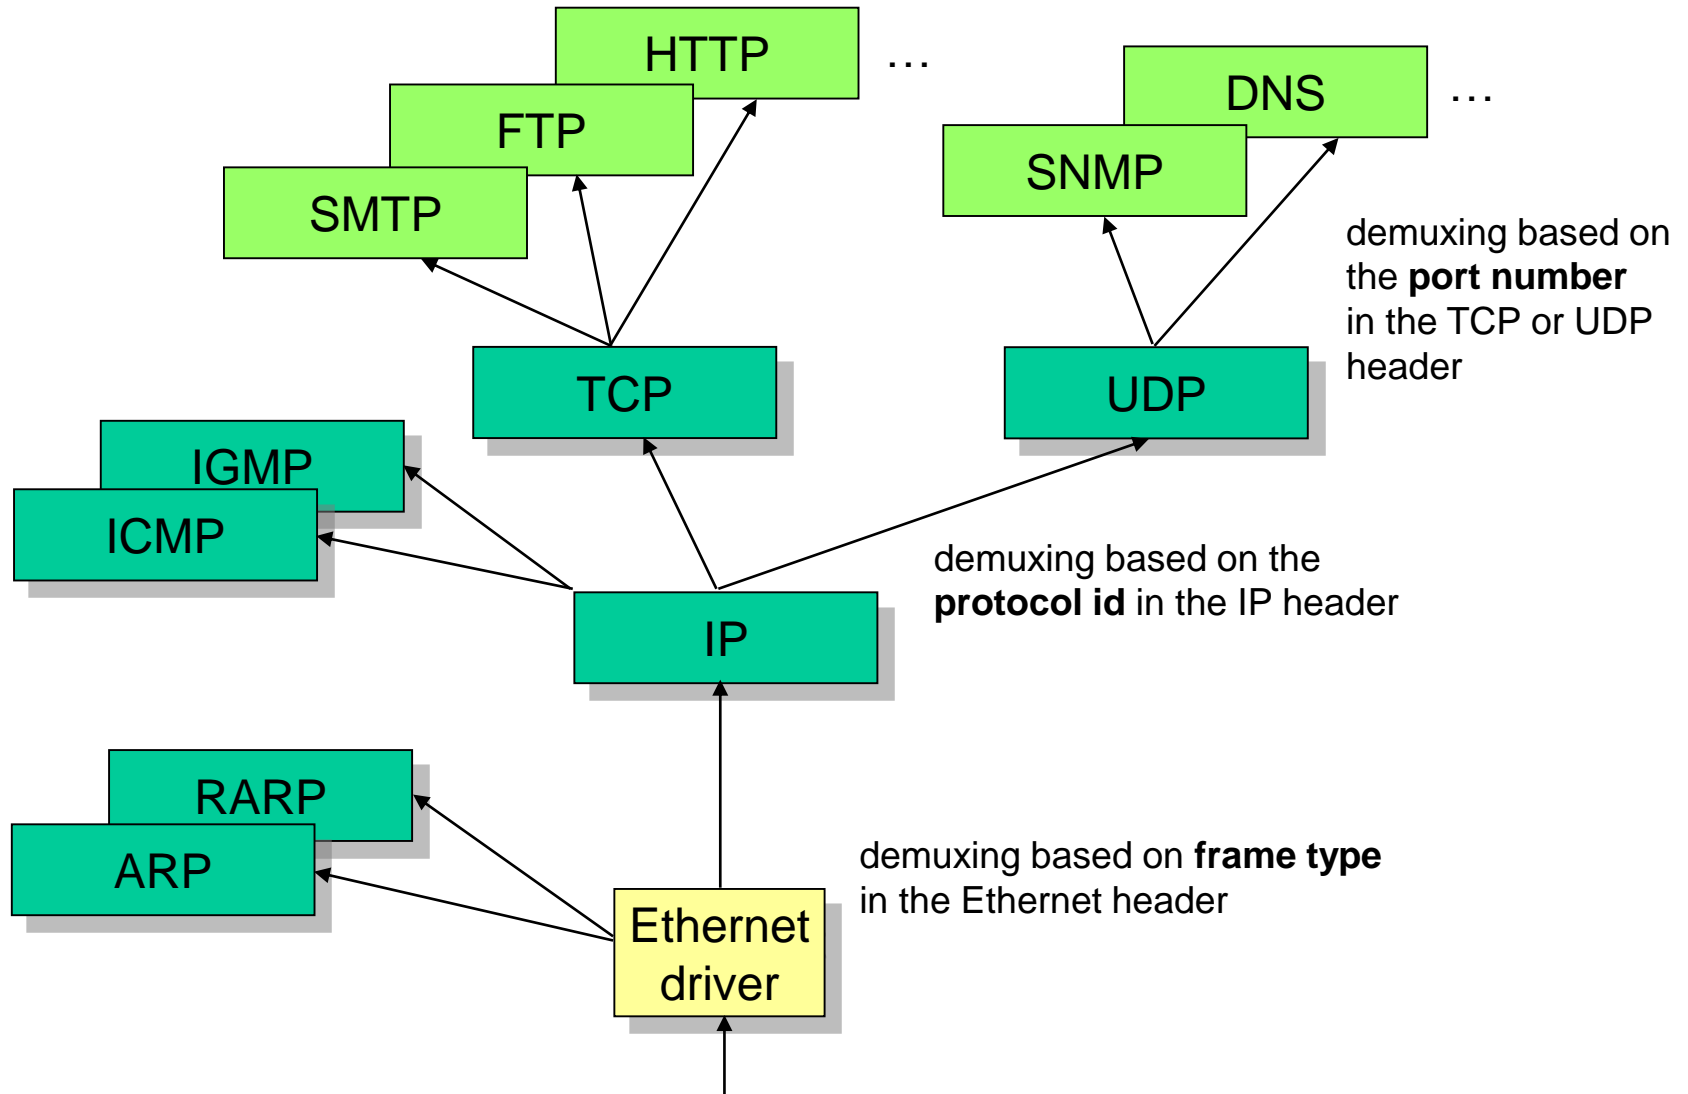 HTTP
…
DNS
…
FTP
SNMP
SMTP
demuxing based on
the port number
in the TCP or UDP
header
TCP
UDP
IGMP
ICMP
demuxing based on the
protocol id in the IP header
IP
RARP
ARP
demuxing based on frame type
in the Ethernet header
Ethernet
driver